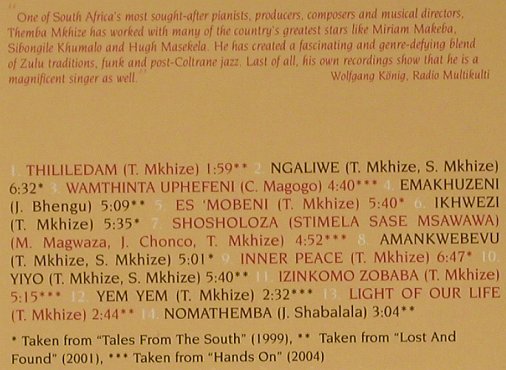 "One of South Africa's most sought-after pianists, producers, composers and musical directors,
Themba Mkhize has worked with many of the country's greatest stars like Miriam Makeba,
Sibongile Khumalo and Hugh Masekela. He has created a fascinating and genre-defying blend
of Zulu traditions, funk and post-Coltrane jazz. Last of all, his own recordings show that he is a
magnificent singer as well." Wolfgang König, Radio Multikulti
1. THILILEDAM (T. Mkhize) 1:59** 2. NGALIWE (T. Mkhize, S. Mkhize)
6:32* 3. WAMTHINTA UPHEFENI (C. Magogo) 4:40*** 4. EMAKHUZENI
(J. Bhengu) 5:09** 5. ES 'MOBENI (T. Mkhize) 5:40* 6. IKHWEZI
(T. Mkhize) 5:35* 7. SHOSHOLOZA (STIMELA SASE MSAWAWA)
(M. Magwaza, J. Chonco, T. Mkhize) 4:52*** 8. AMANKWEBEVU
(T. Mkhize, S. Mkhize) 5:01* 9. INNER PEACE (T. Mkhize) 6:47* 10.
YIYO (T. Mkhize, S. Mkhize) 5:40** 11. IZINKOMO ZOBABA (T. Mkhize)
5:15*** 12. YEM YEM (T. Mkhize) 2:32*** 13. LIGHT OF OUR LIFE
(T. Mkhize) 2:44** 14. NOMATHEMBA (J. Shabalala) 3:04**
* Taken from "Tales From The South" (1999), ** Taken from "Lost And
Found" (2001), *** Taken from "Hands On" (2004)